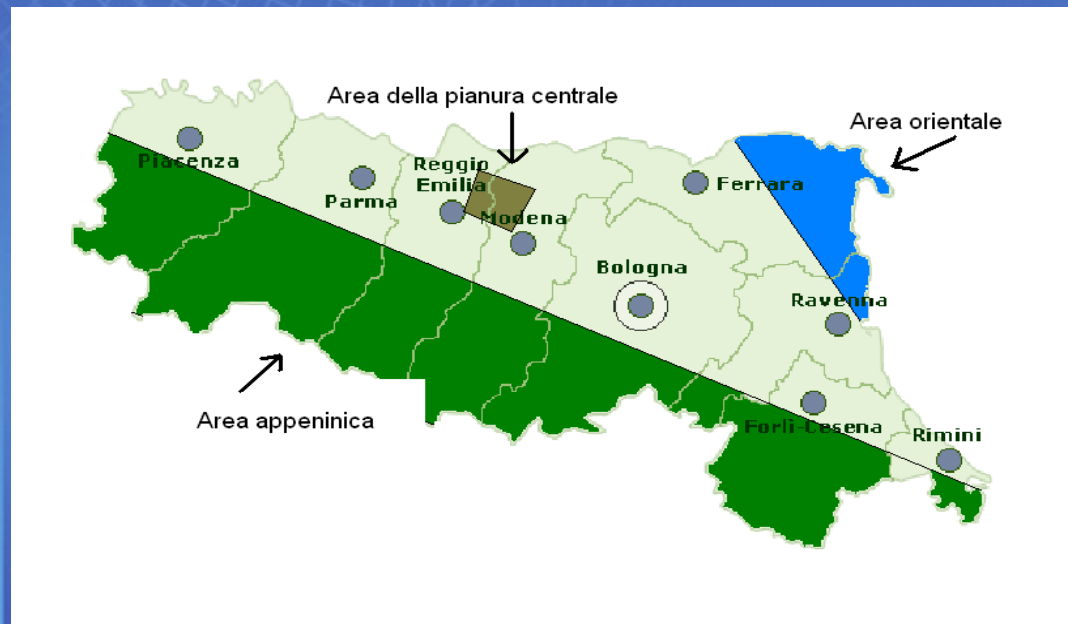 Area della pianura centrale
Area orientale
Piacenza
Reggio
Emilia
Parma
Ferrara
Modena
Bologna
Ravenna
Area appeninica
Forlì-Cesena
Rimini